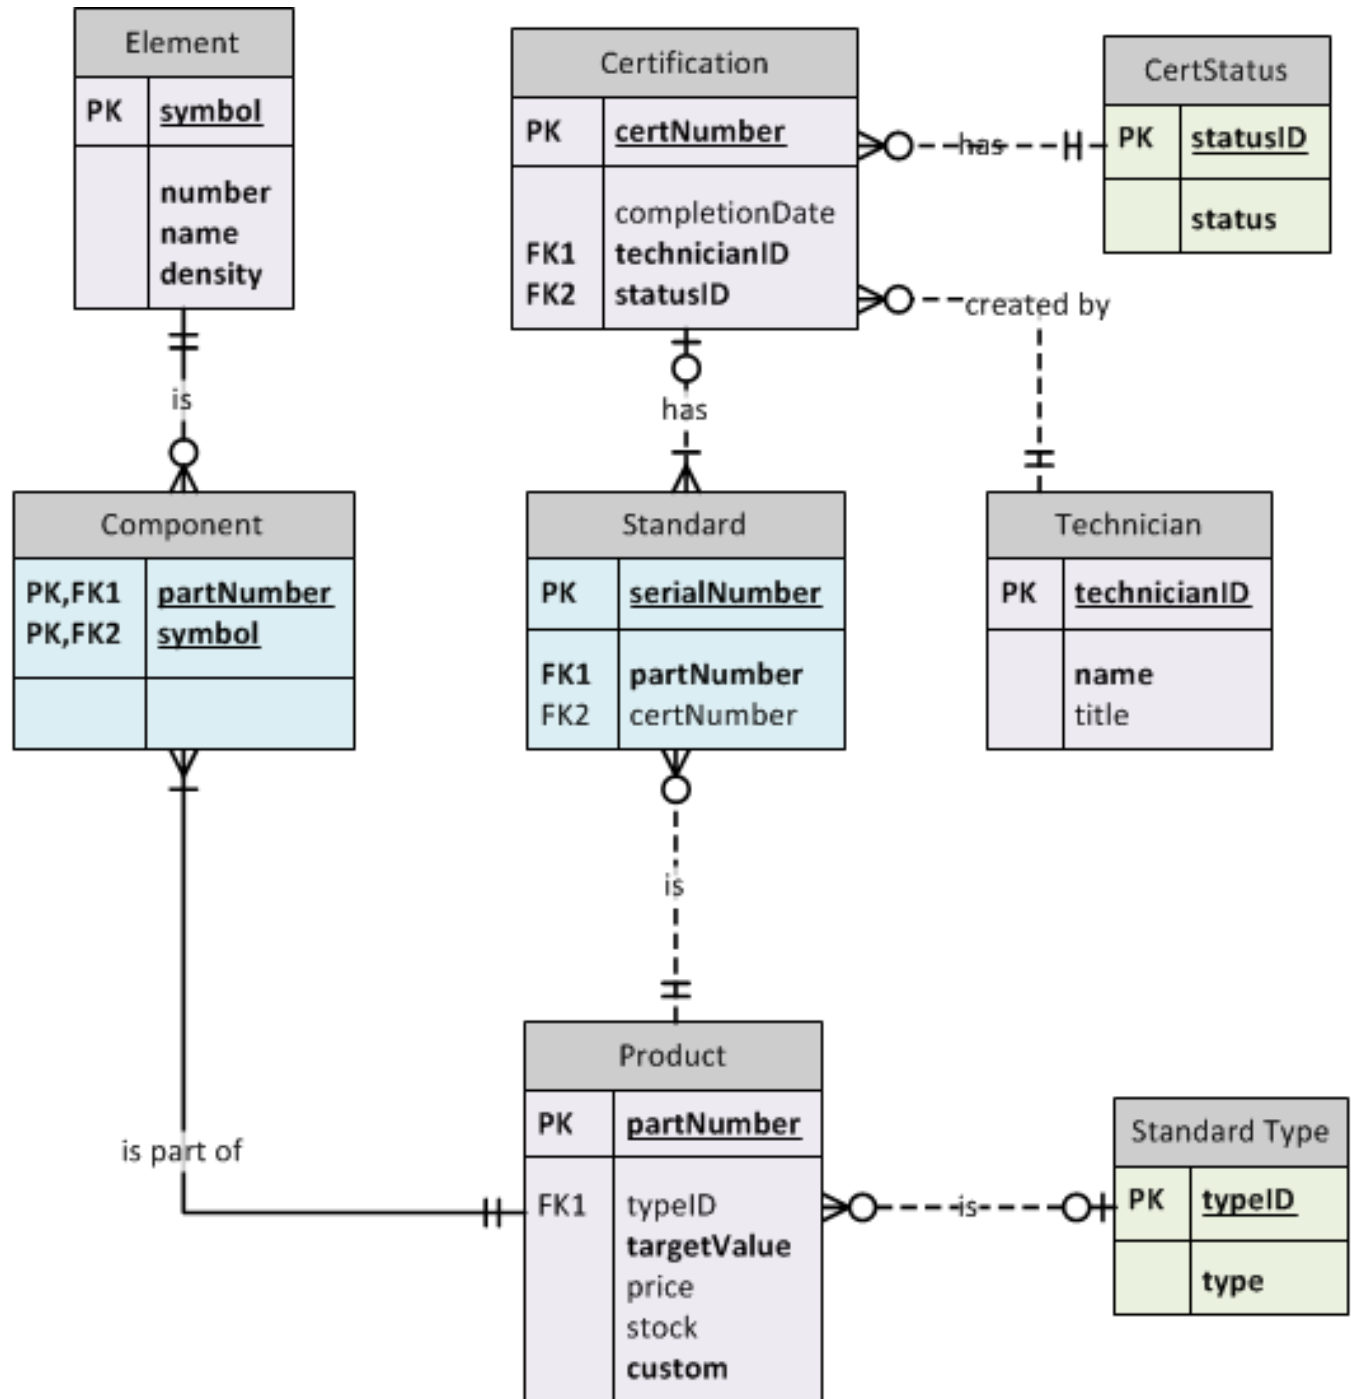 Element
PK symbol
number
name
density
Certification
PK certNumber
completionDate
FK1 technicianID
FK2 statusID
CertStatus
PK statusID
status
has
created by
is
has
Component
PK,FK1 partNumber
PK,FK2 symbol
Standard
PK serialNumber
FK1 partNumber
FK2 certNumber
Technician
PK technicianID
name
title
is
is part of
Product
PK partNumber
FK1 typeID
targetValue
price
stock
custom
is
Standard Type
PK typeID
type